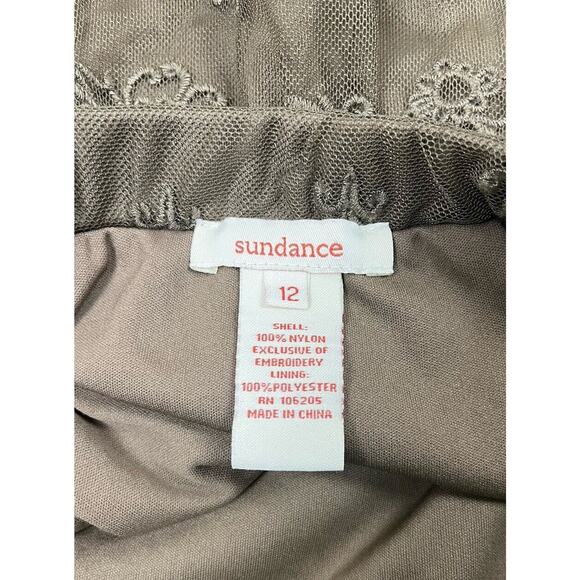 sundance
12
SHELL:
100% NYLON
EXCLUSIVE OF
EMBROIDERY
LINING:
100%POLYESTER
RN 106205
MADE IN CHINA